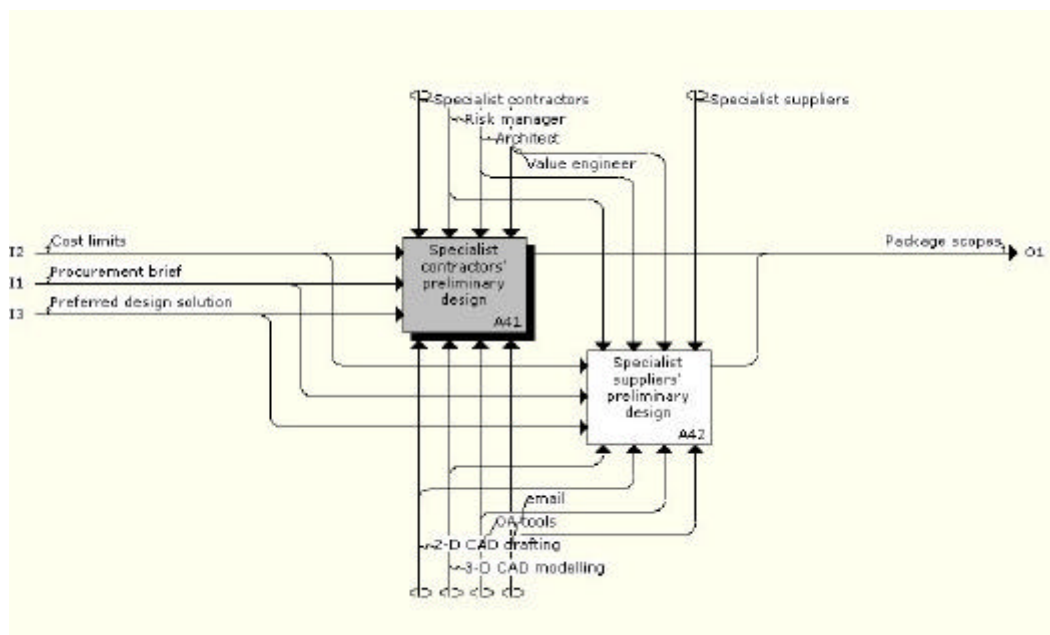 Specialist contractors
Specialist suppliers
Risk manager
Architect
Value engineer
I2
Cost limits
I1
Procurement brief
I3
Preferred design solution
Specialist
contractors'
preliminary
design
A41
Package scopes
O1
Specialist
suppliers'
preliminary
design
A42
email
OA tools
2-D CAD drafting
3-D CAD modelling